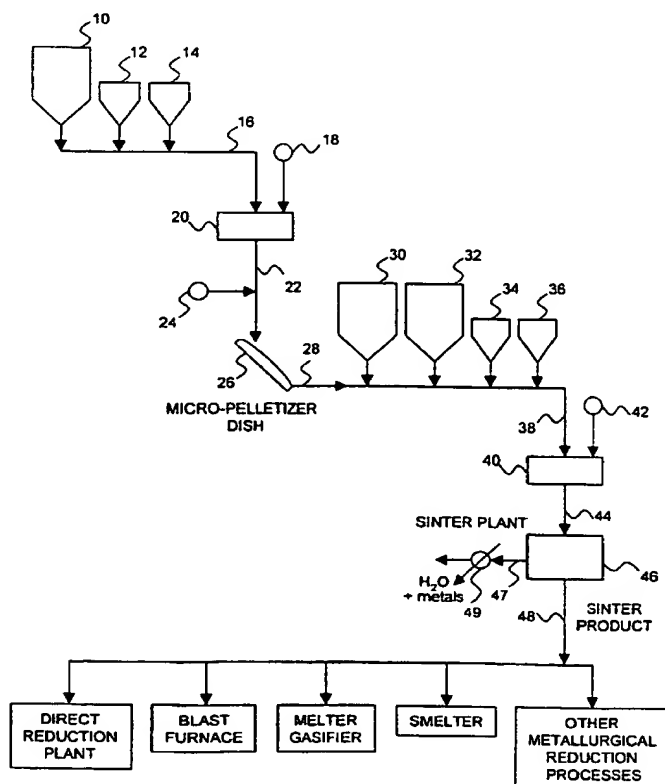 10
12
14
16
18
20
22
24
26
28
30
32
34
36
MICRO-PELLETIZER
DISH
38
42
40
44
SINTER PLANT
46
H₂O
+ metals
47
49
48
SINTER
PRODUCT
DIRECT
REDUCTION
PLANT
BLAST
FURNACE
MELTER
GASIFIER
SMELTER
OTHER
METALLURGICAL
REDUCTION
PROCESSES